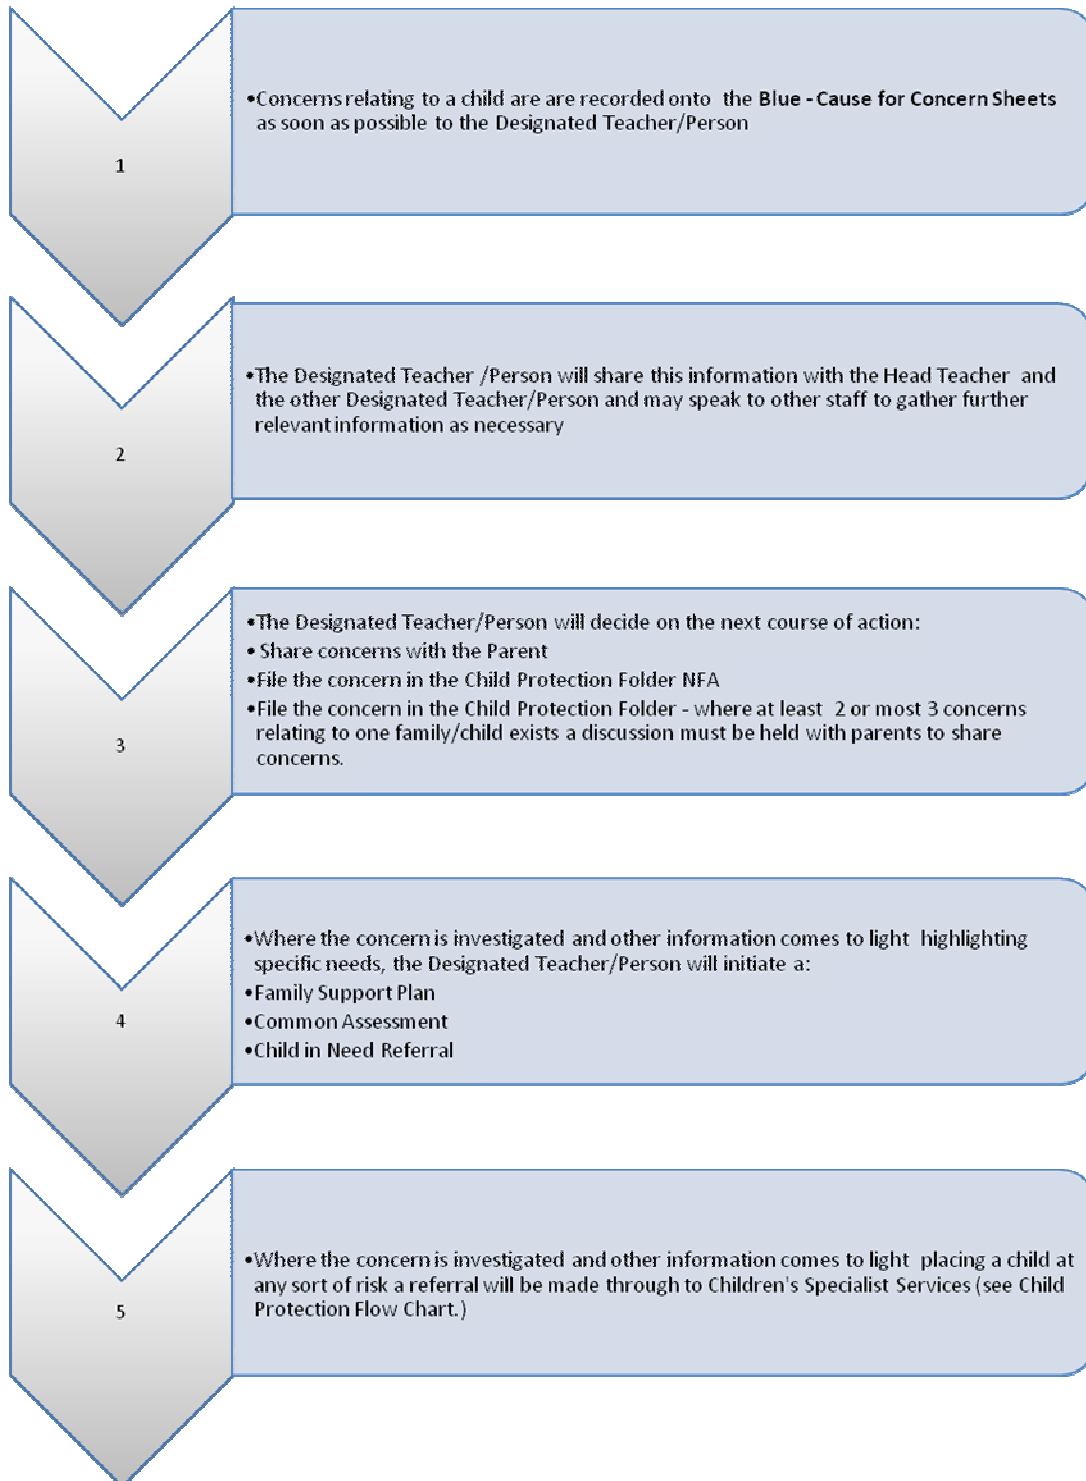 •Concerns relating to a child are are recorded onto the Blue - Cause for Concern Sheets
as soon as possible to the Designated Teacher/Person
1
•The Designated Teacher /Person will share this information with the Head Teacher and
the other Designated Teacher/Person and may speak to other staff to gather further
relevant information as necessary
2
•The Designated Teacher/Person will decide on the next course of action:
• Share concerns with the Parent
•File the concern in the Child Protection Folder NFA
•File the concern in the Child Protection Folder - where at least 2 or most 3 concerns
relating to one family/child exists a discussion must be held with parents to share
concerns.
3
•Where the concern is investigated and other information comes to light highlighting
specific needs, the Designated Teacher/Person will initiate a:
•Family Support Plan
•Common Assessment
•Child in Need Referral
4
•Where the concern is investigated and other information comes to light placing a child at
any sort of risk a referral will be made through to Children's Specialist Services (see Child
Protection Flow Chart.)
5